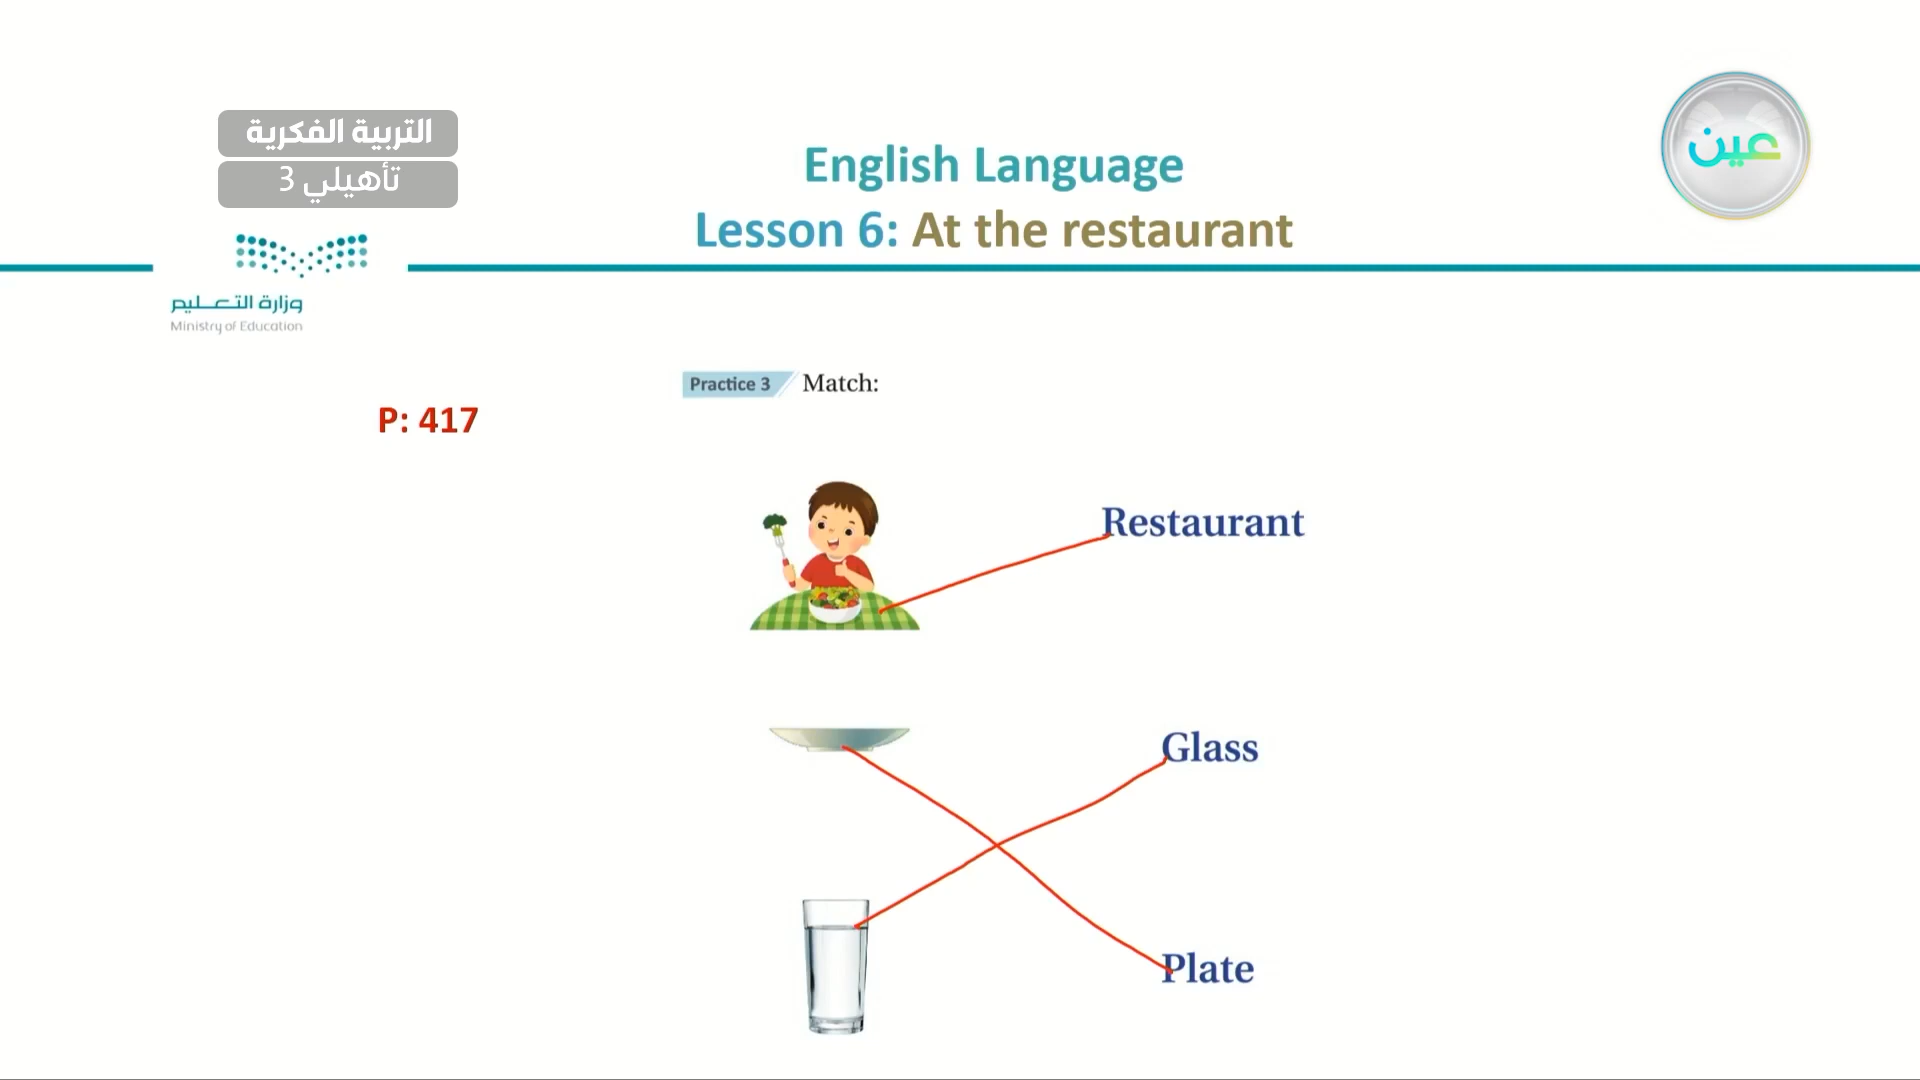 التربية الفكرية
تأهيلي 3
عين
English Language
Lesson 6: At the restaurant
وزارة التعليم
Ministry of Education
Practice 3 Match:
P: 417
Restaurant
Glass
Plate